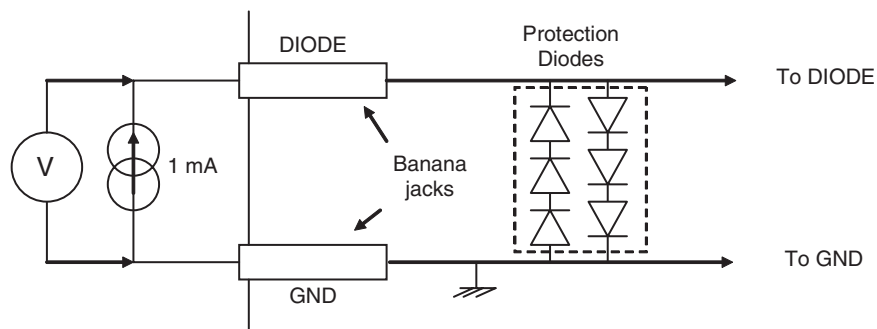 DIODE
Protection
Diodes
To DIODE
V
1 mA
Banana
jacks
To GND
GND